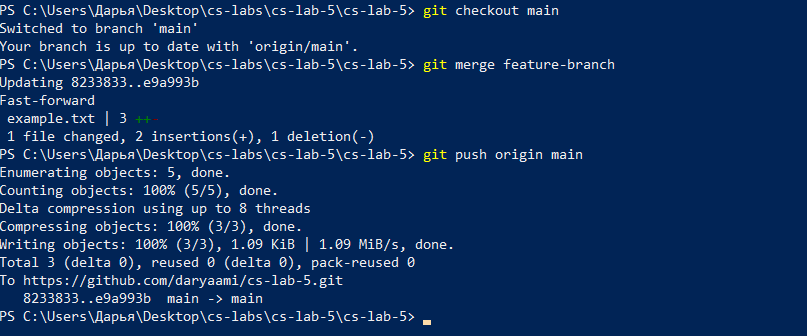 PS C:\Users\Дарья\Desktop\cs-labs\cs-lab-5\cs-lab-5> git checkout main
Switched to branch 'main'
Your branch is up to date with 'origin/main'.
PS C:\Users\Дарья\Desktop\cs-labs\cs-lab-5\cs-lab-5> git merge feature-branch
Updating 8233833..e9a993b
Fast-forward
 example.txt | 3 ++-
 1 file changed, 2 insertions(+), 1 deletion(-)
PS C:\Users\Дарья\Desktop\cs-labs\cs-lab-5\cs-lab-5> git push origin main
Enumerating objects: 5, done.
Counting objects: 100% (5/5), done.
Delta compression using up to 8 threads
Compressing objects: 100% (3/3), done.
Writing objects: 100% (3/3), 1.09 KiB | 1.09 MiB/s, done.
Total 3 (delta 0), reused 0 (delta 0), pack-reused 0
To https://github.com/daryaami/cs-lab-5.git
   8233833..e9a993b  main -> main
PS C:\Users\Дарья\Desktop\cs-labs\cs-lab-5\cs-lab-5>